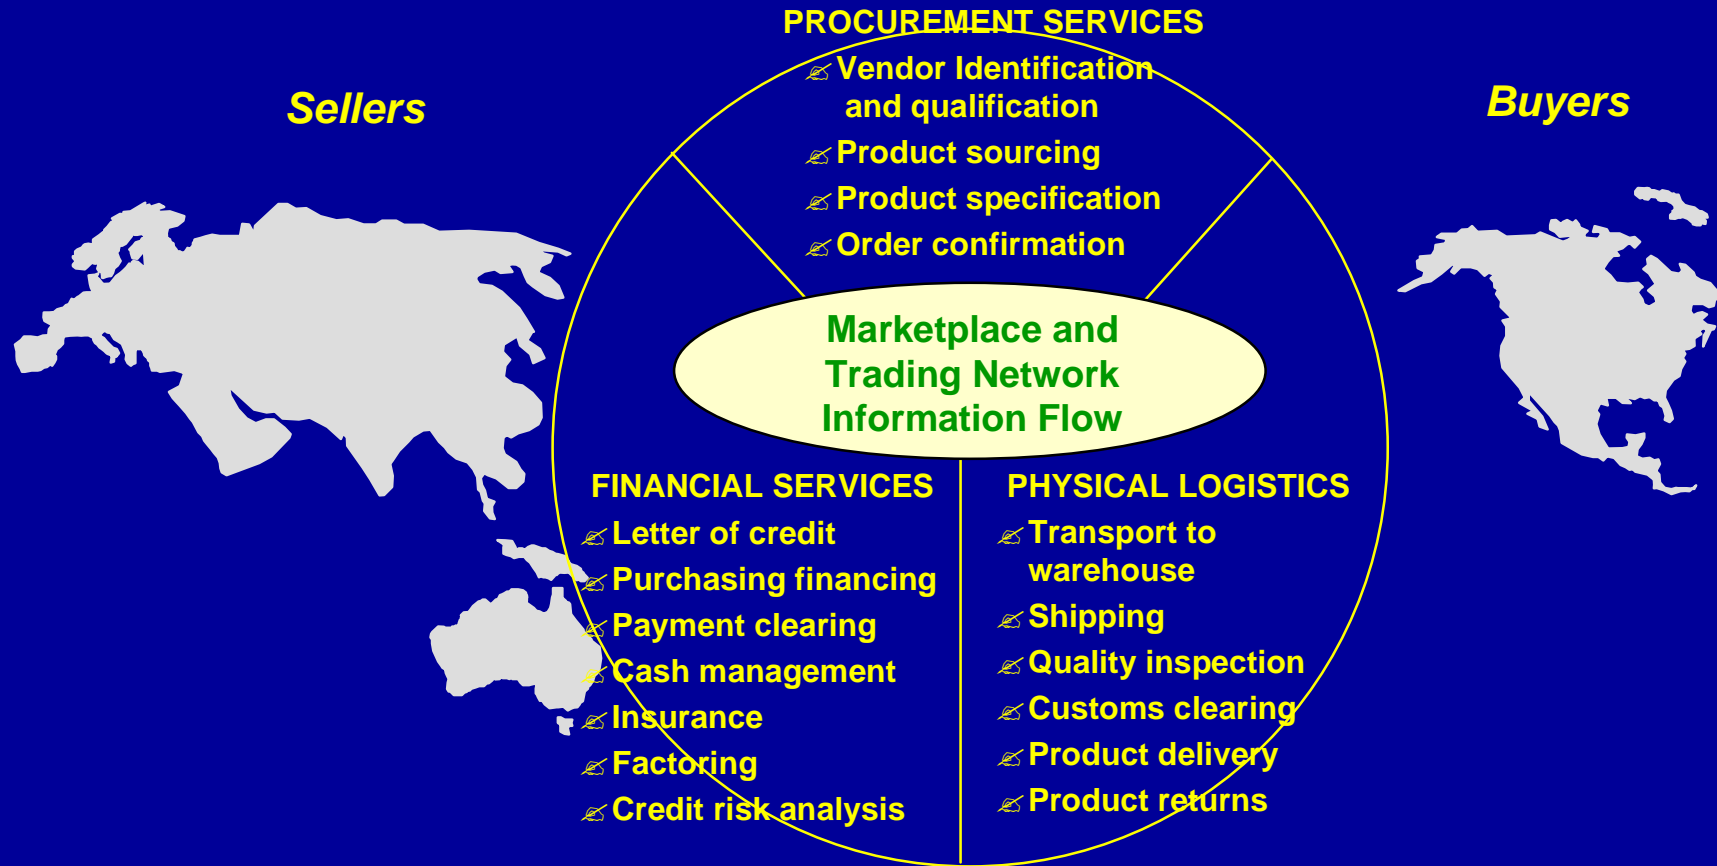 PROCUREMENT SERVICES
Vendor Identification
and qualification
Product sourcing
Product specification
Order confirmation
Sellers
Buyers
Marketplace and
Trading Network
Information Flow
FINANCIAL SERVICES
Letter of credit
Purchasing financing
Payment clearing
Cash management
Insurance
Factoring
Credit risk analysis
PHYSICAL LOGISTICS
Transport to
warehouse
Shipping
Quality inspection
Customs clearing
Product delivery
Product returns